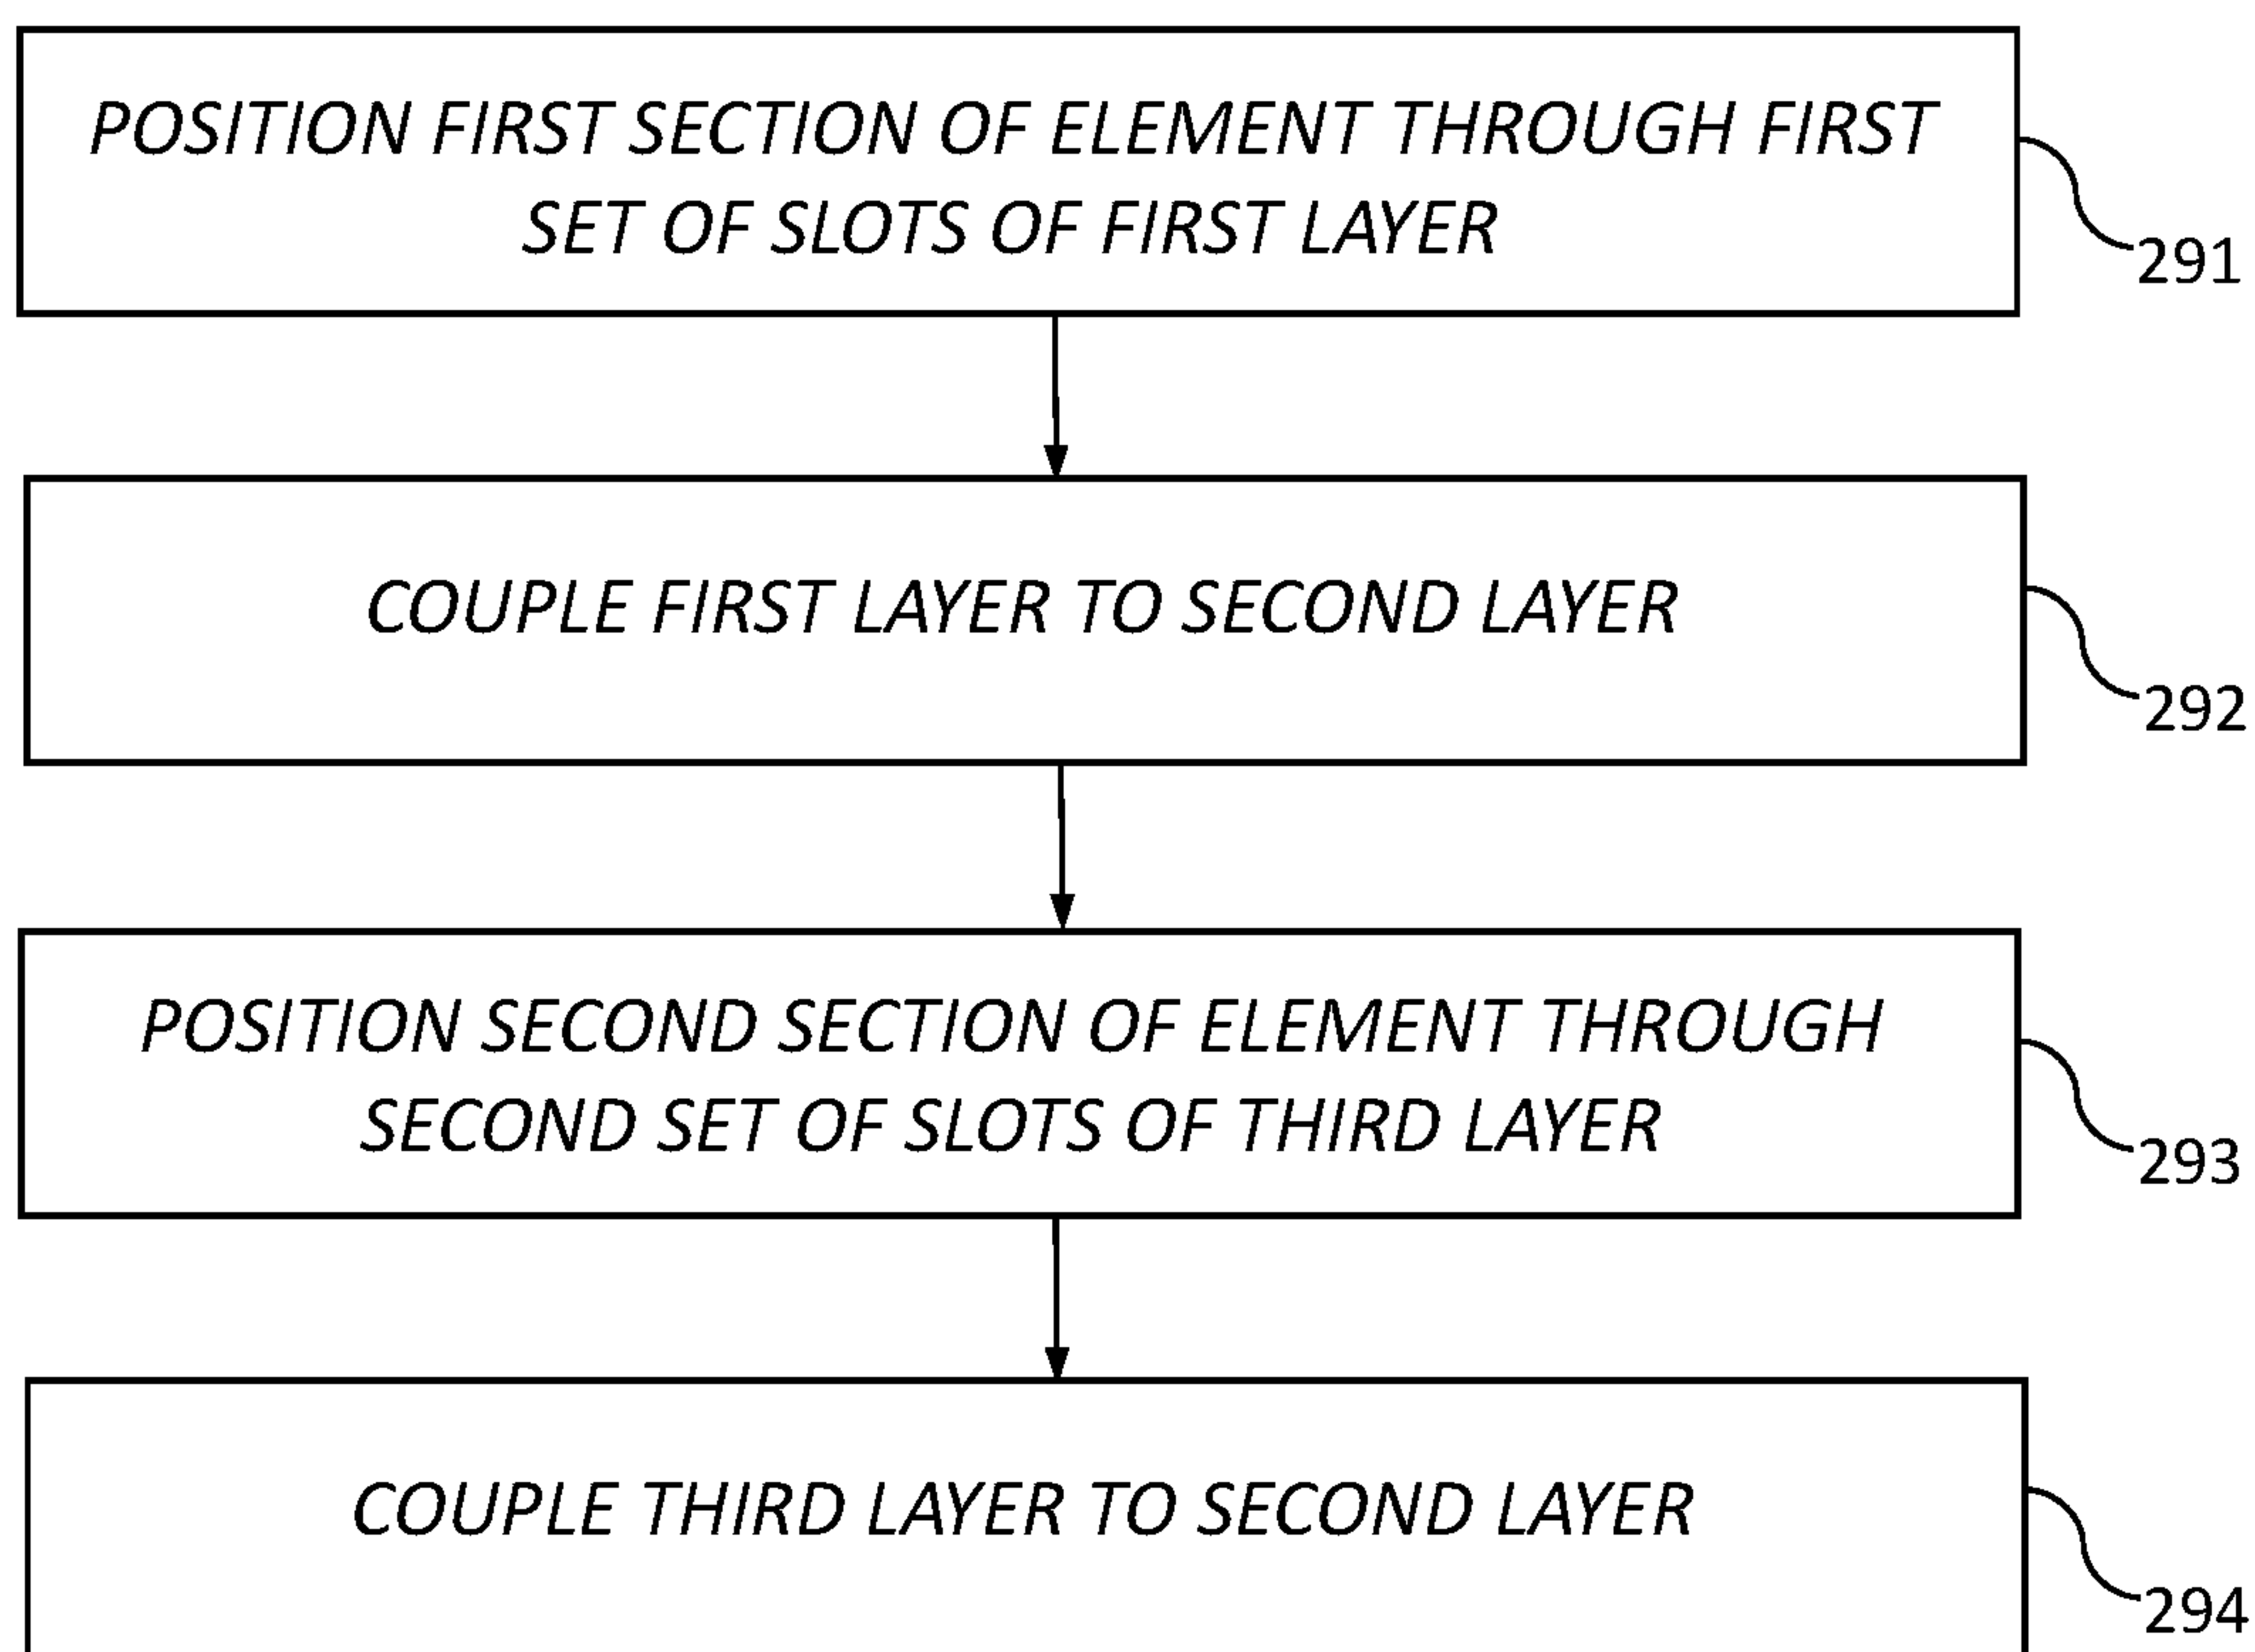 POSITION FIRST SECTION OF ELEMENT THROUGH FIRST
SET OF SLOTS OF FIRST LAYER
291
COUPLE FIRST LAYER TO SECOND LAYER
292
POSITION SECOND SECTION OF ELEMENT THROUGH
SECOND SET OF SLOTS OF THIRD LAYER
293
COUPLE THIRD LAYER TO SECOND LAYER
294